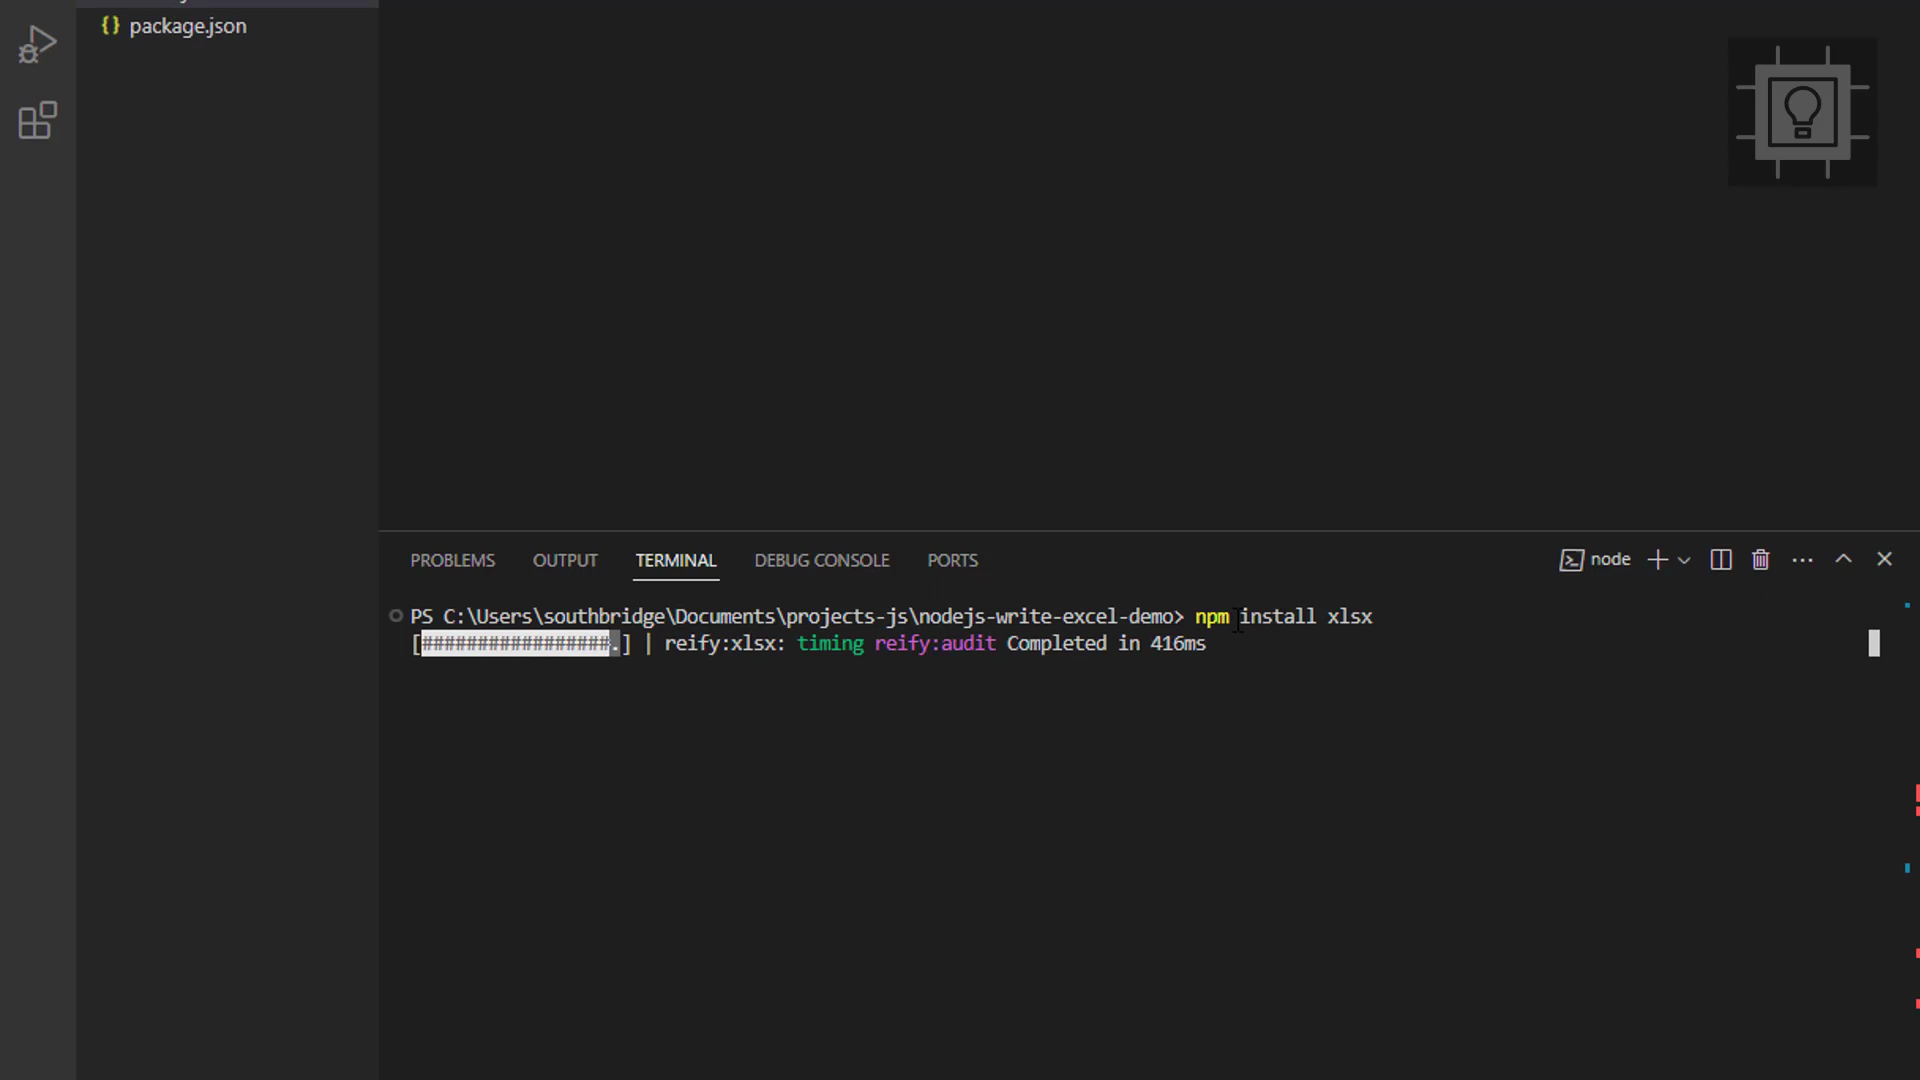 {} package.json
PROBLEMS OUTPUT TERMINAL DEBUG CONSOLE PORTS
node
PS C:\Users\southbridge\Documents\projects-js\nodejs-write-excel-demo> npm install xlsx
[#################.] | reify:xlsx: timing reify:audit Completed in 416ms